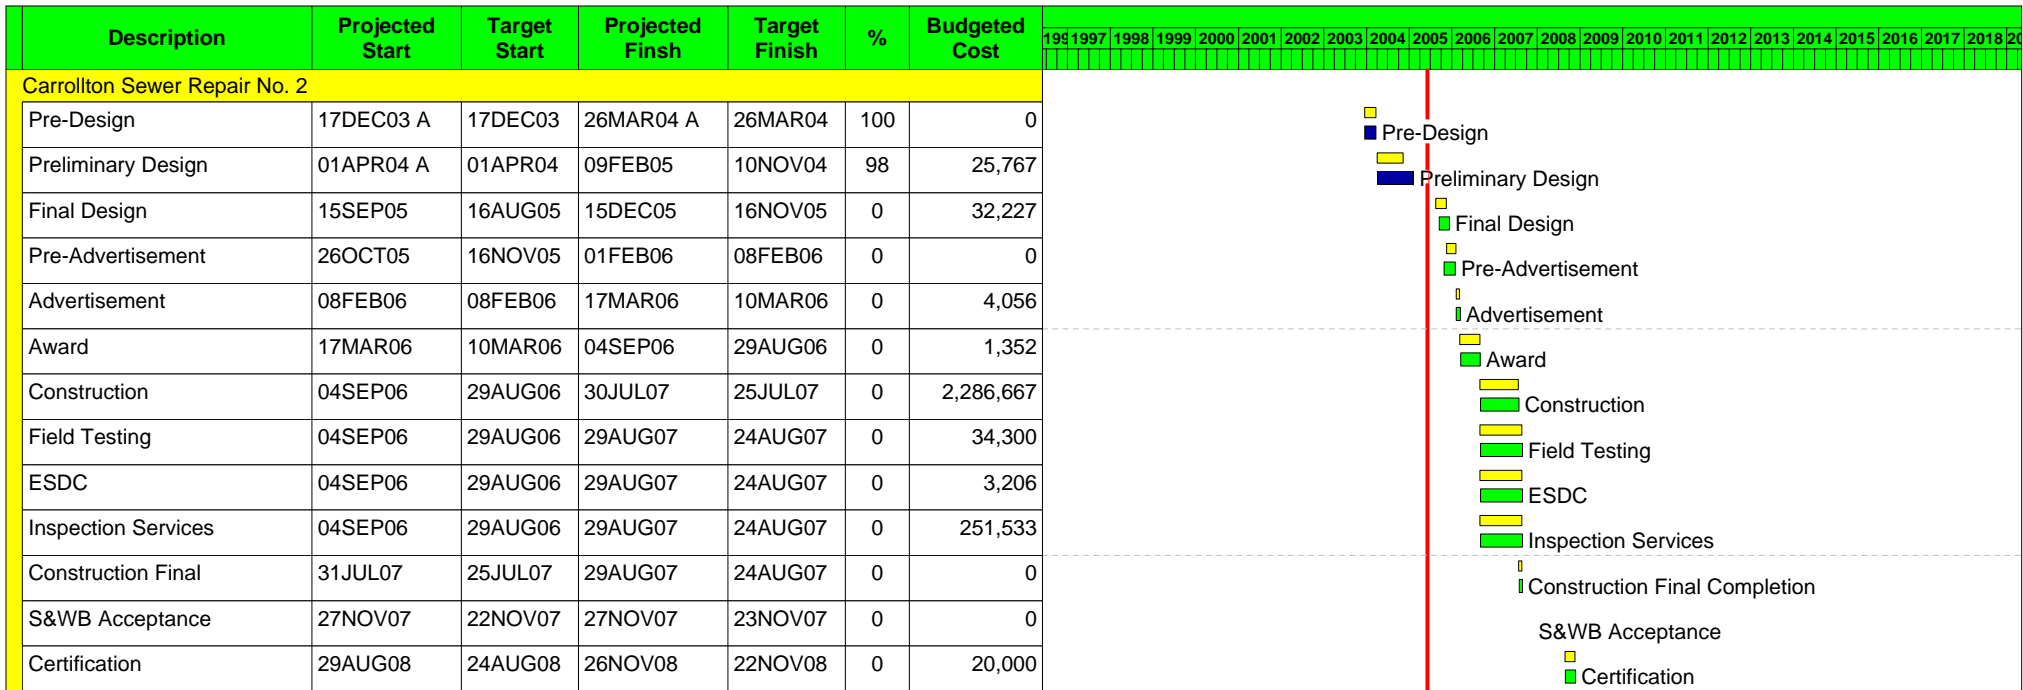 Description Projected Start Target Start Projected Finsh Target Finish % Budgeted Cost
199 1997 1998 1999 2000 2001 2002 2003 2004 2005 2006 2007 2008 2009 2010 2011 2012 2013 2014 2015 2016 2017 2018 20
Carrollton Sewer Repair No. 2
Pre-Design 17DEC03 A 17DEC03 26MAR04 A 26MAR04 100 0
Pre-Design
Preliminary Design 01APR04 A 01APR04 09FEB05 10NOV04 98 25,767
Preliminary Design
Final Design 15SEP05 16AUG05 15DEC05 16NOV05 0 32,227
Final Design
Pre-Advertisement 26OCT05 16NOV05 01FEB06 08FEB06 0 0
Pre-Advertisement
Advertisement 08FEB06 08FEB06 17MAR06 10MAR06 0 4,056
Advertisement
Award 17MAR06 10MAR06 04SEP06 29AUG06 0 1,352
Award
Construction 04SEP06 29AUG06 30JUL07 25JUL07 0 2,286,667
Construction
Field Testing 04SEP06 29AUG06 29AUG07 24AUG07 0 34,300
Field Testing
ESDC 04SEP06 29AUG06 29AUG07 24AUG07 0 3,206
ESDC
Inspection Services 04SEP06 29AUG06 29AUG07 24AUG07 0 251,533
Inspection Services
Construction Final 31JUL07 25JUL07 29AUG07 24AUG07 0 0
Construction Final Completion
S&WB Acceptance 27NOV07 22NOV07 27NOV07 23NOV07 0 0
S&WB Acceptance
Certification 29AUG08 24AUG08 26NOV08 22NOV08 0 20,000
Certification